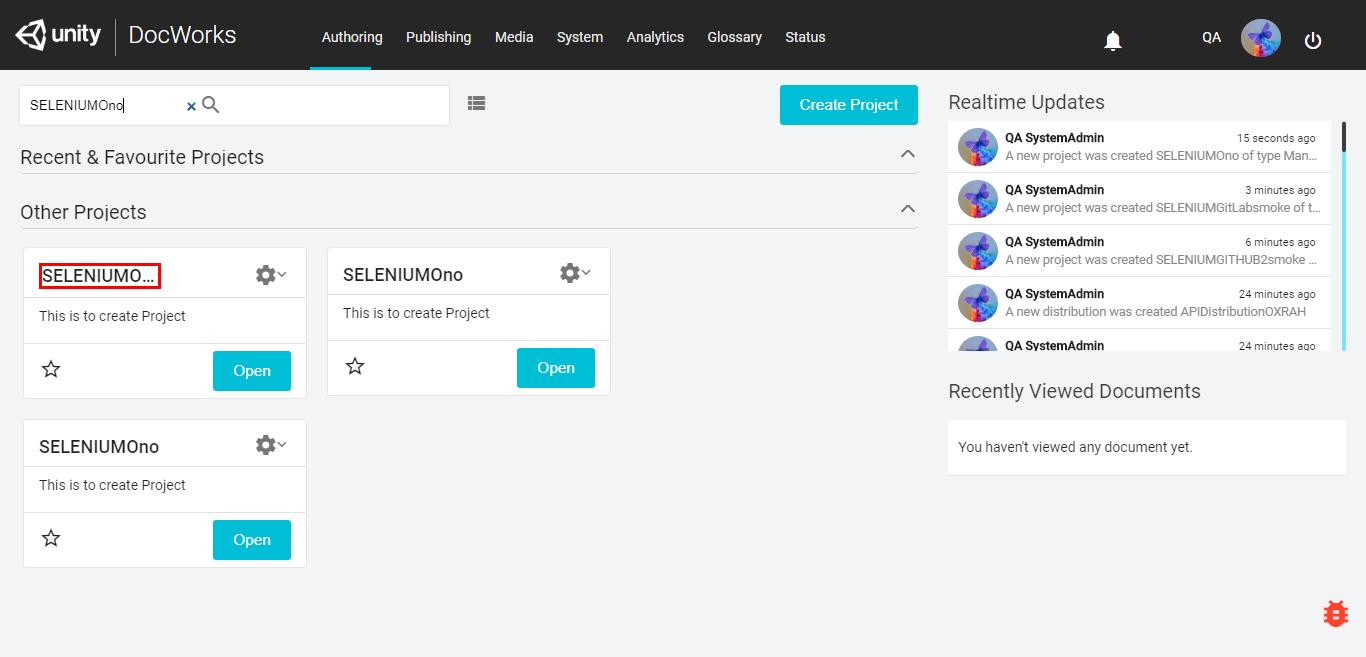 unity DocWorks Authoring Publishing Media System Analytics Glossary Status QA
SELENIUMOno × Create Project
Recent & Favourite Projects
Other Projects
SELENIUMO...
This is to create Project
Open
SELENIUMOno
This is to create Project
Open
SELENIUMOno
This is to create Project
Open
Realtime Updates
QA SystemAdmin 15 seconds ago
A new project was created SELENIUMOno of type Man...
QA SystemAdmin 3 minutes ago
A new project was created SELENIUMGitLabsmoke of t...
QA SystemAdmin 6 minutes ago
A new project was created SELENIUMGITHUB2smoke ...
QA SystemAdmin 24 minutes ago
A new distribution was created APIDistributionOXRAH
QA SystemAdmin 24 minutes ago
Recently Viewed Documents
You haven't viewed any document yet.